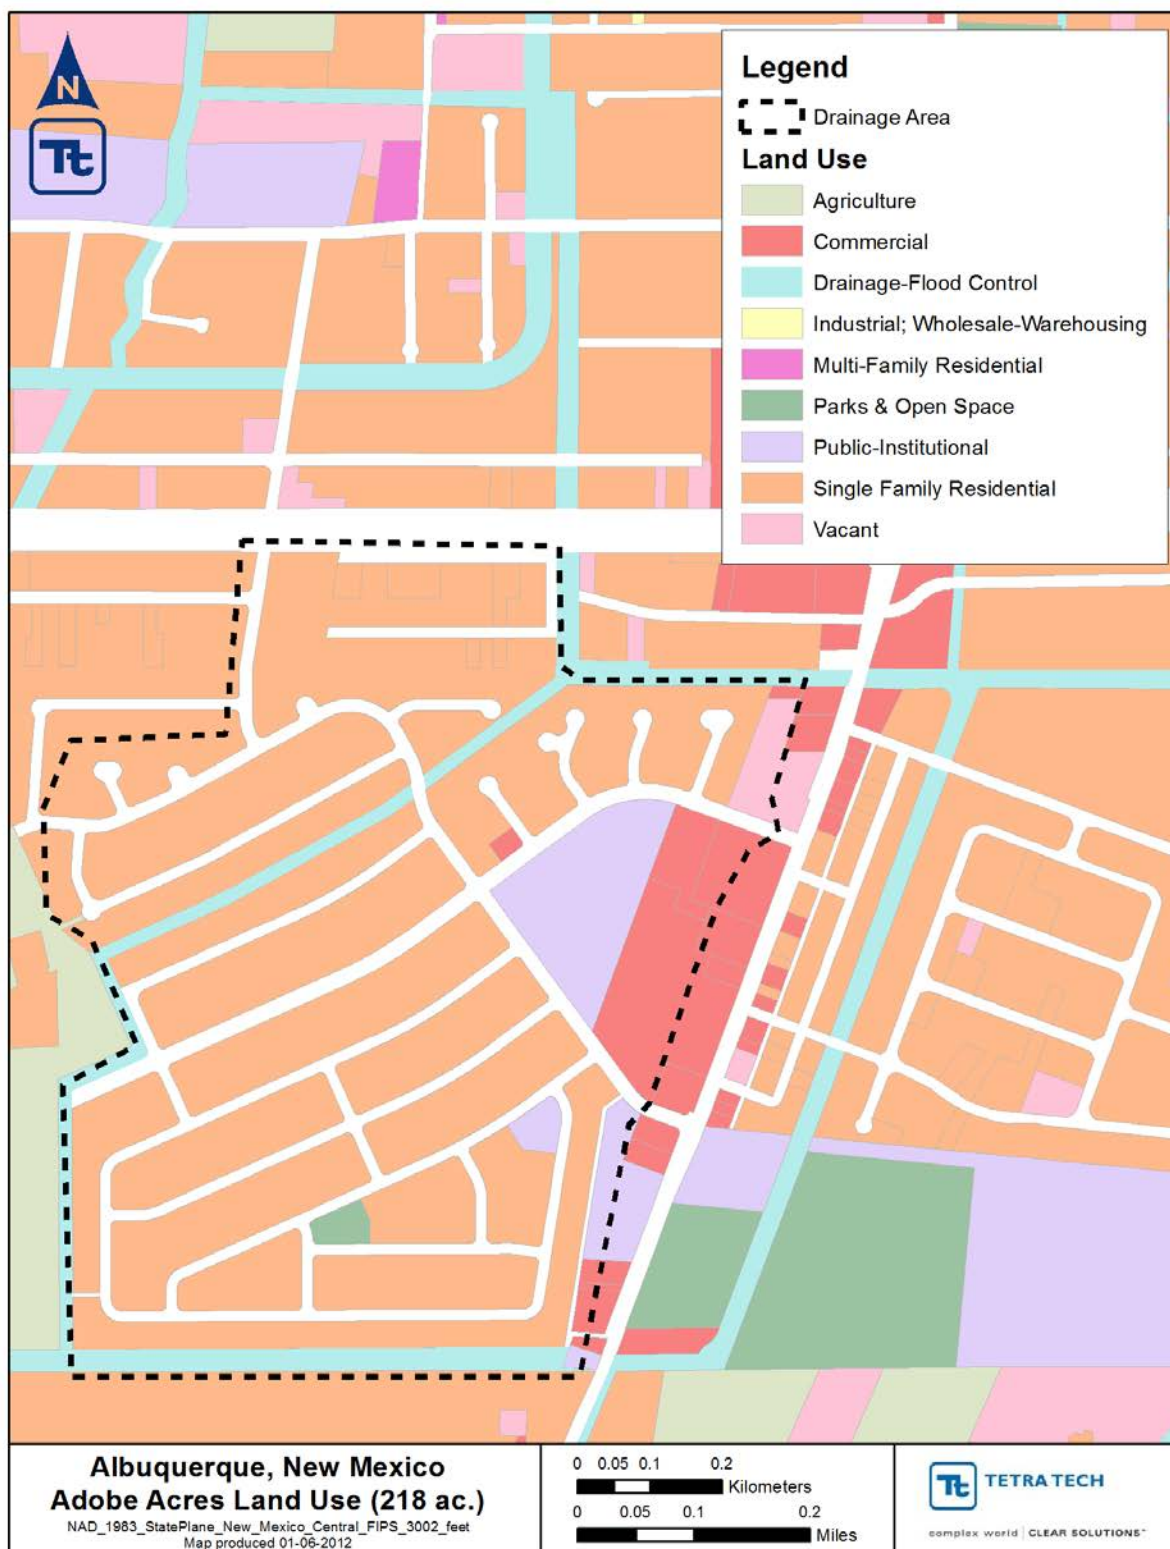 N
Tt
Legend
Drainage Area
Land Use
Agriculture
Commercial
Drainage-Flood Control
Industrial; Wholesale-Warehousing
Multi-Family Residential
Parks & Open Space
Public-Institutional
Single Family Residential
Vacant
Albuquerque, New Mexico
Adobe Acres Land Use (218 ac.)
NAD_1983_StatePlane_New_Mexico_Central_FIPS_3002_feet
Map produced 01-06-2012
0 0.05 0.1 0.2
Kilometers
0 0.05 0.1 0.2
Miles
Tt TETRA TECH
complex world | CLEAR SOLUTIONS™